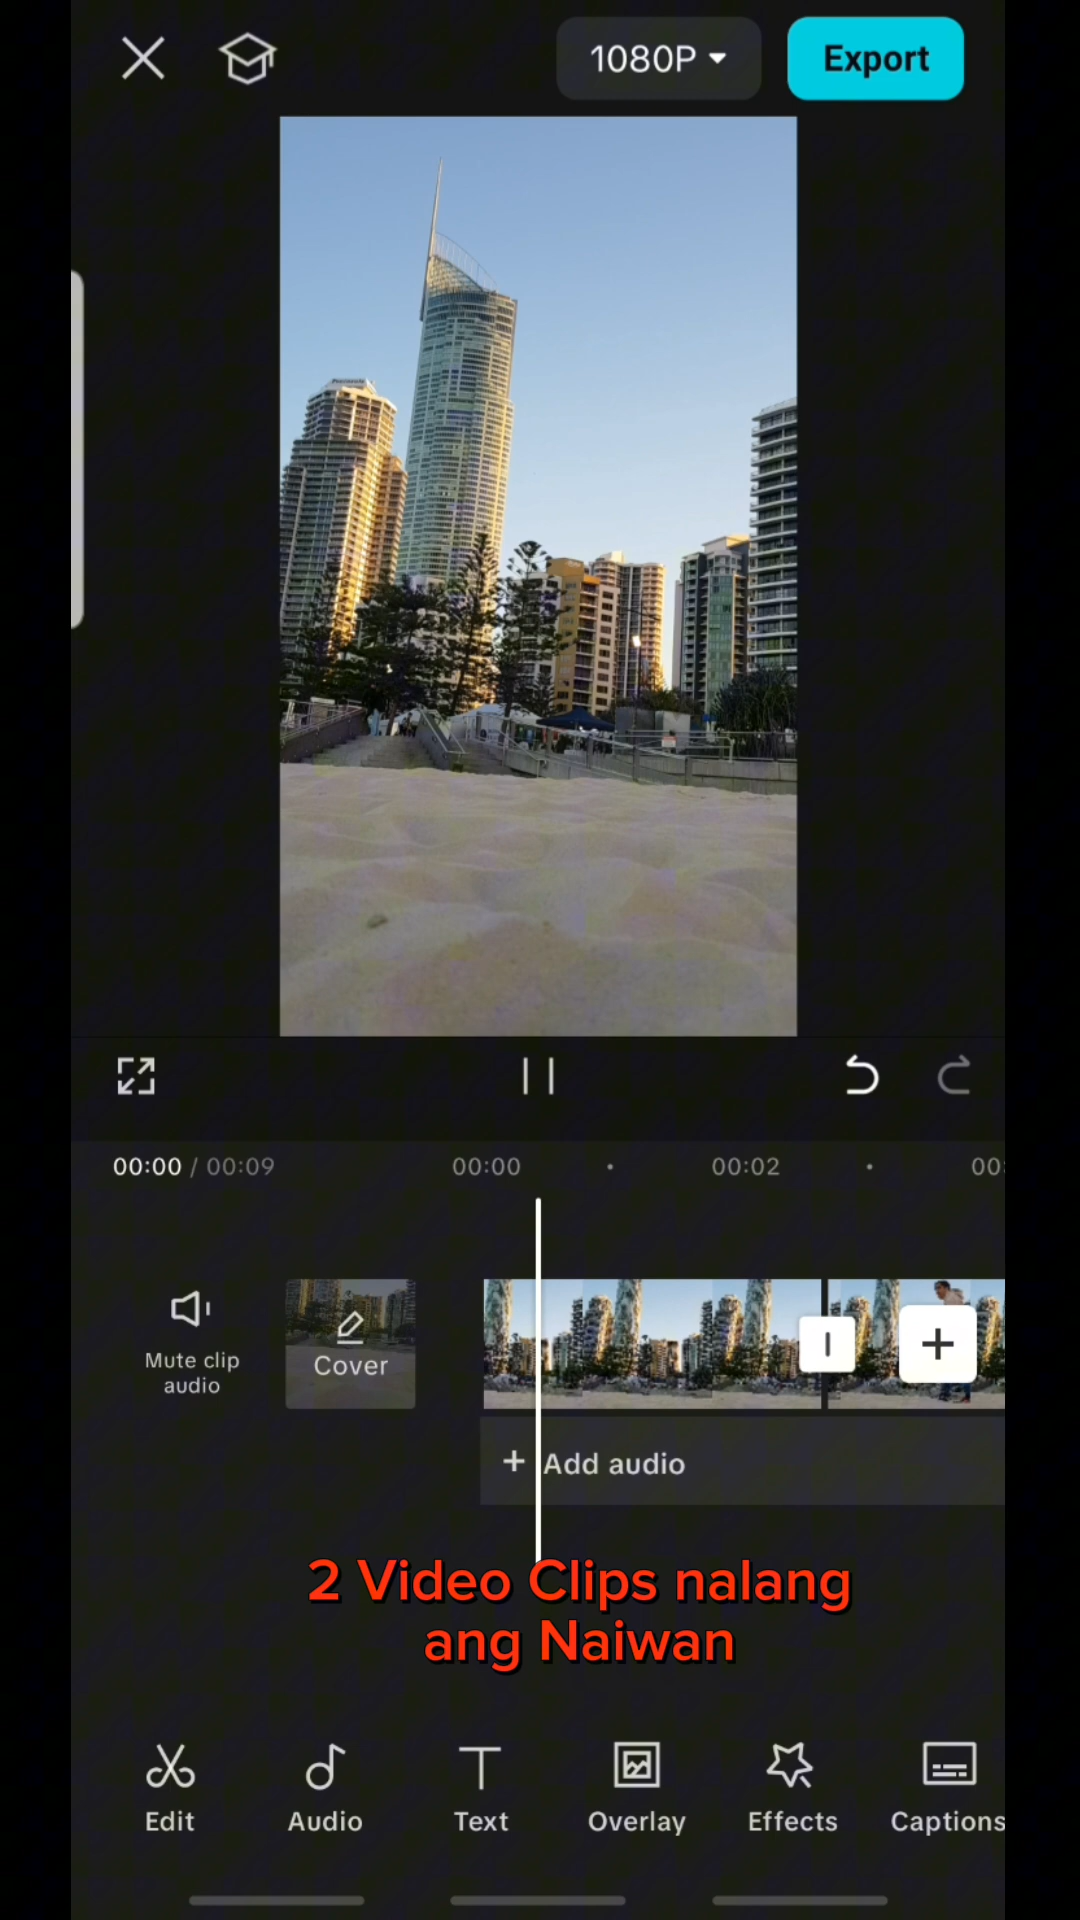 1080P
Export
00:00 / 00:09
00:00
00:02
00:
Mute clip
audio
Cover
+ Add audio
2 Video Clips nalang
ang Naiwan
Edit
Audio
Text
Overlay
Effects
Captions